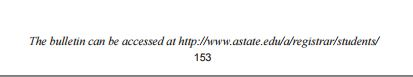 The bulletin can be accessed at http://www.astate.edu/a/registrar/students/
153